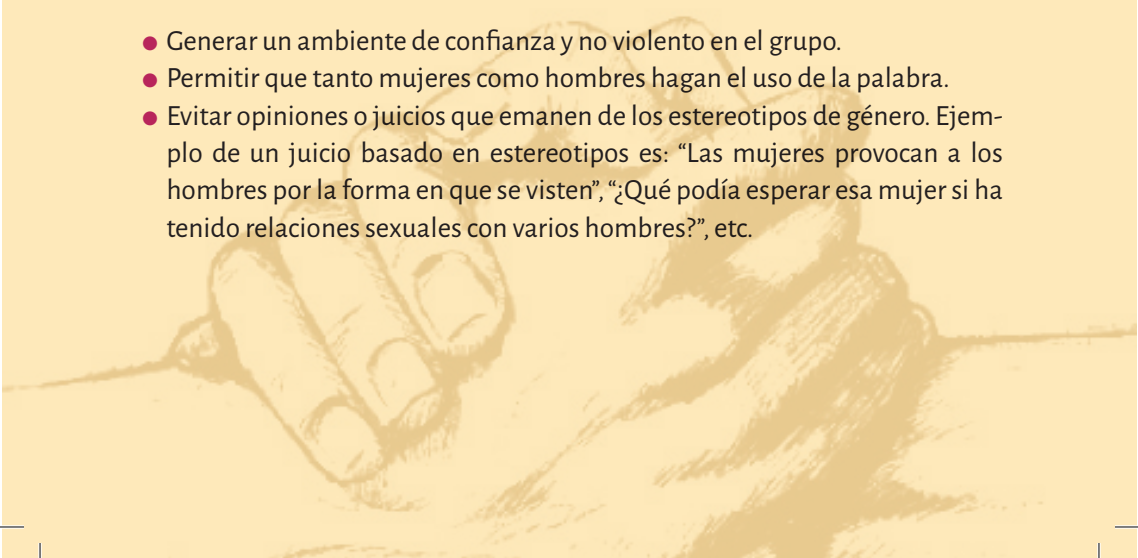 ● Generar un ambiente de confianza y no violento en el grupo.
● Permitir que tanto mujeres como hombres hagan el uso de la palabra.
● Evitar opiniones o juicios que emanen de los estereotipos de género. Ejem-
plo de un juicio basado en estereotipos es: “Las mujeres provocan a los
hombres por la forma en que se visten”, “¿Qué podía esperar esa mujer si ha
tenido relaciones sexuales con varios hombres?”, etc.